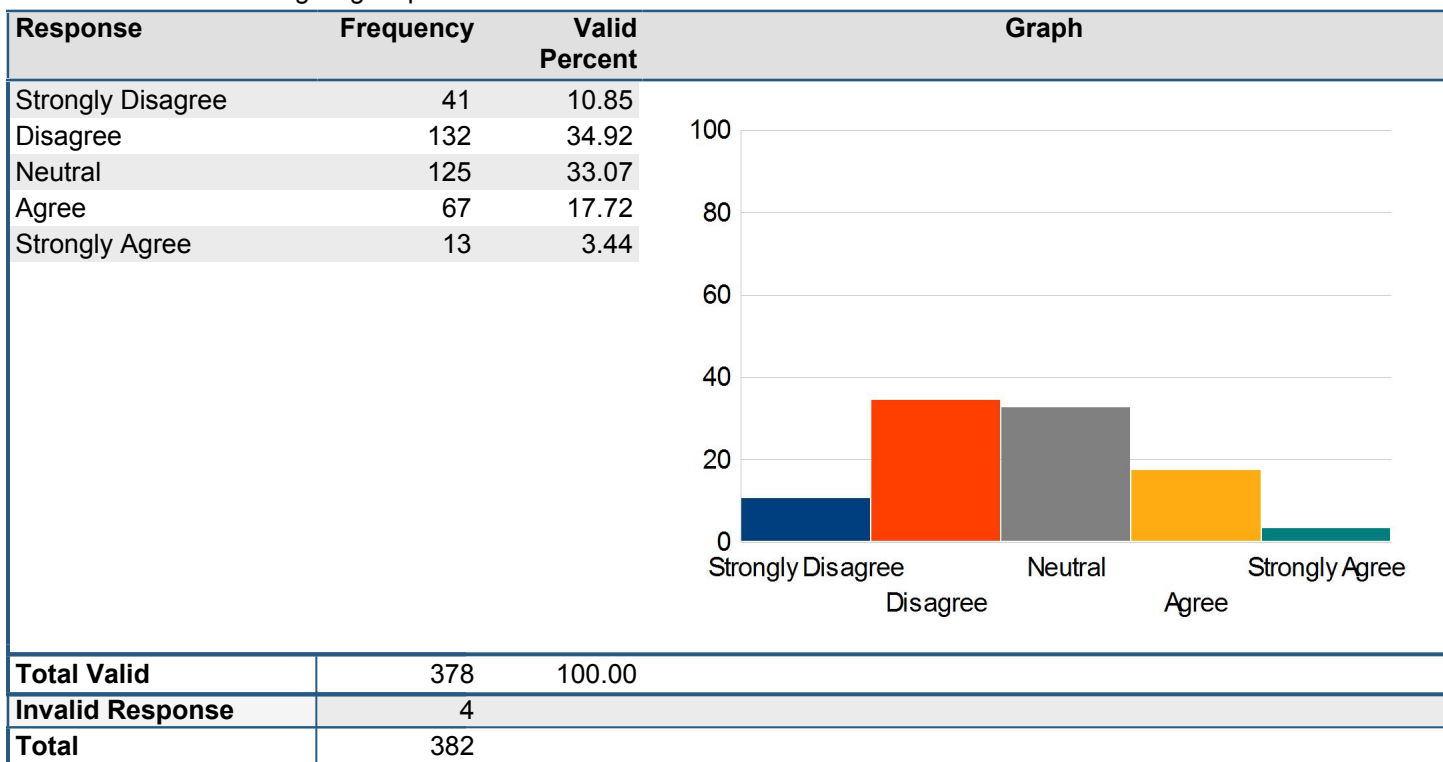 Response Frequency Valid Percent Graph
Strongly Disagree 41 10.85
Disagree 132 34.92
Neutral 125 33.07
Agree 67 17.72
Strongly Agree 13 3.44
100
80
60
40
20
0
Strongly Disagree Neutral Strongly Agree
Disagree Agree
Total Valid 378 100.00
Invalid Response 4
Total 382